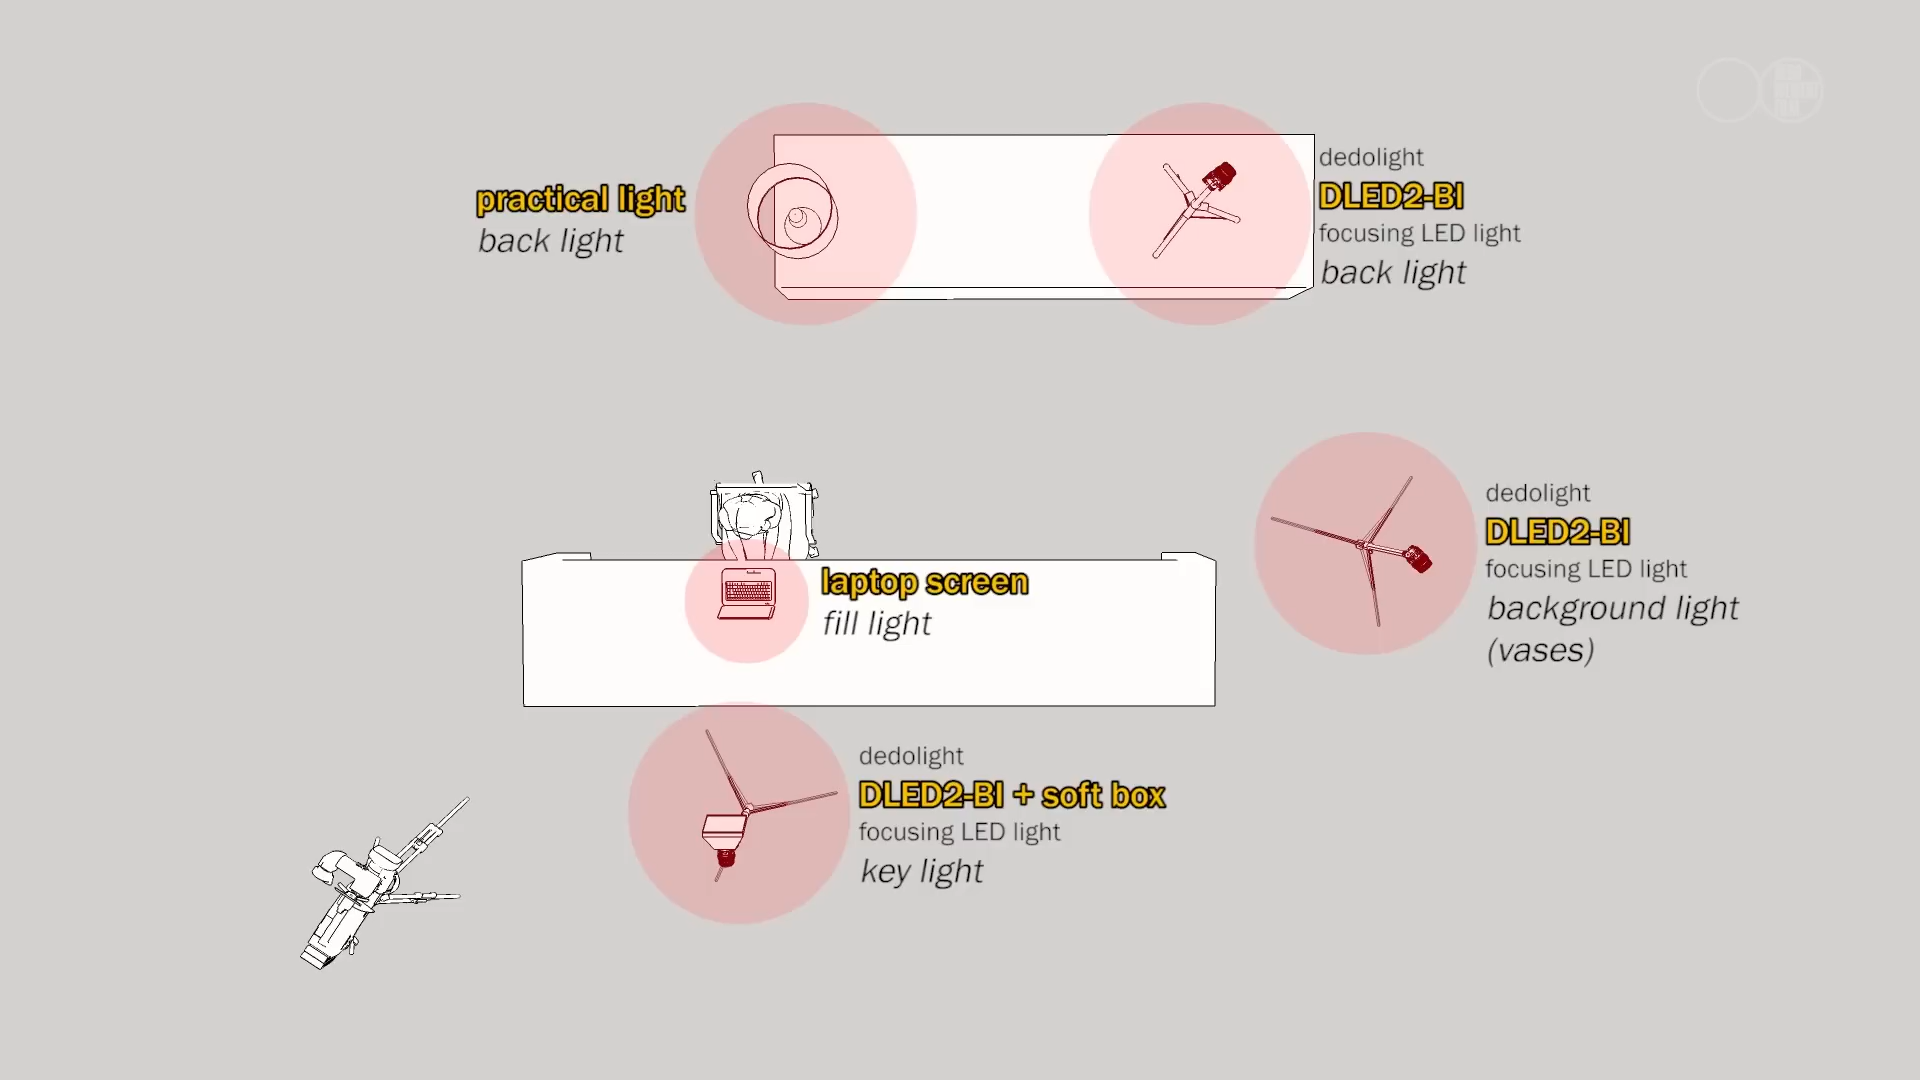 practical light
back light
dedolight
DLED2-BI
focusing LED light
back light
dedolight
DLED2-BI
focusing LED light
background light
(vases)
laptop screen
fill light
dedolight
DLED2-BI + soft box
focusing LED light
key light